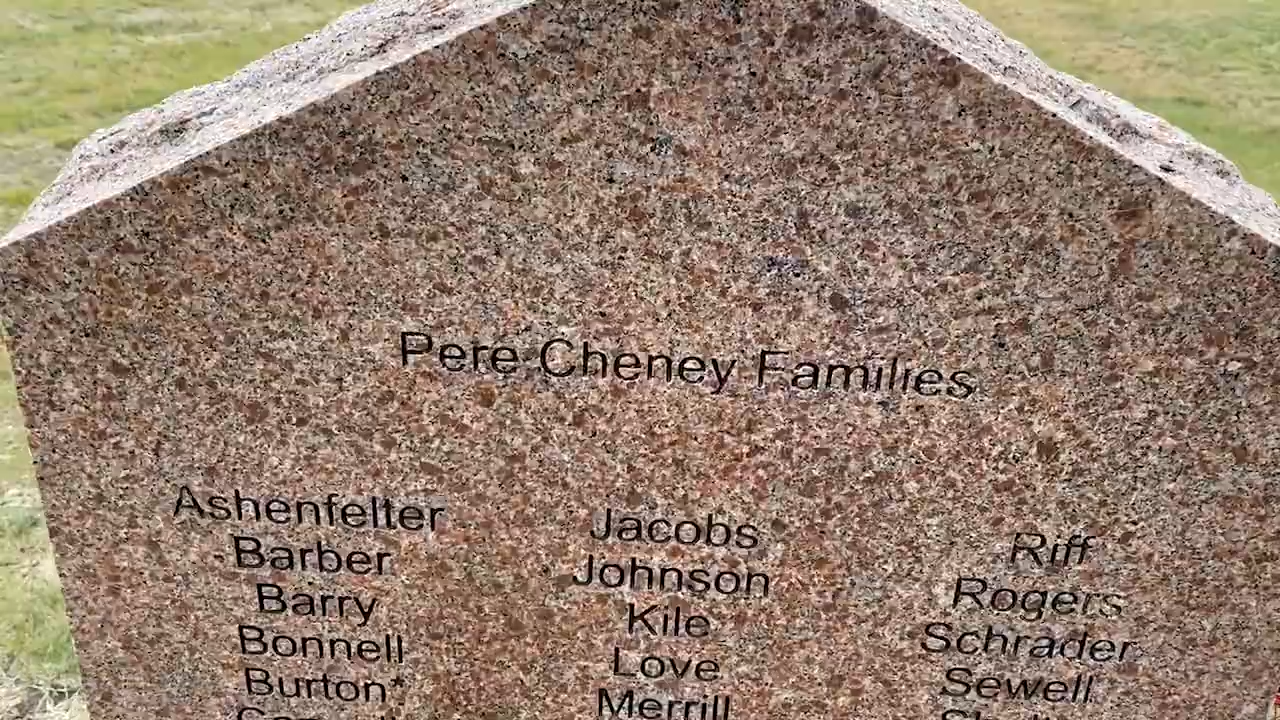 Pere Cheney Families
Ashenfelter
Barber
Barry
Bonnell
Burton*
Jacobs
Johnson
Kile
Love
Merrill
Riff
Rogers
Schrader
Sewell